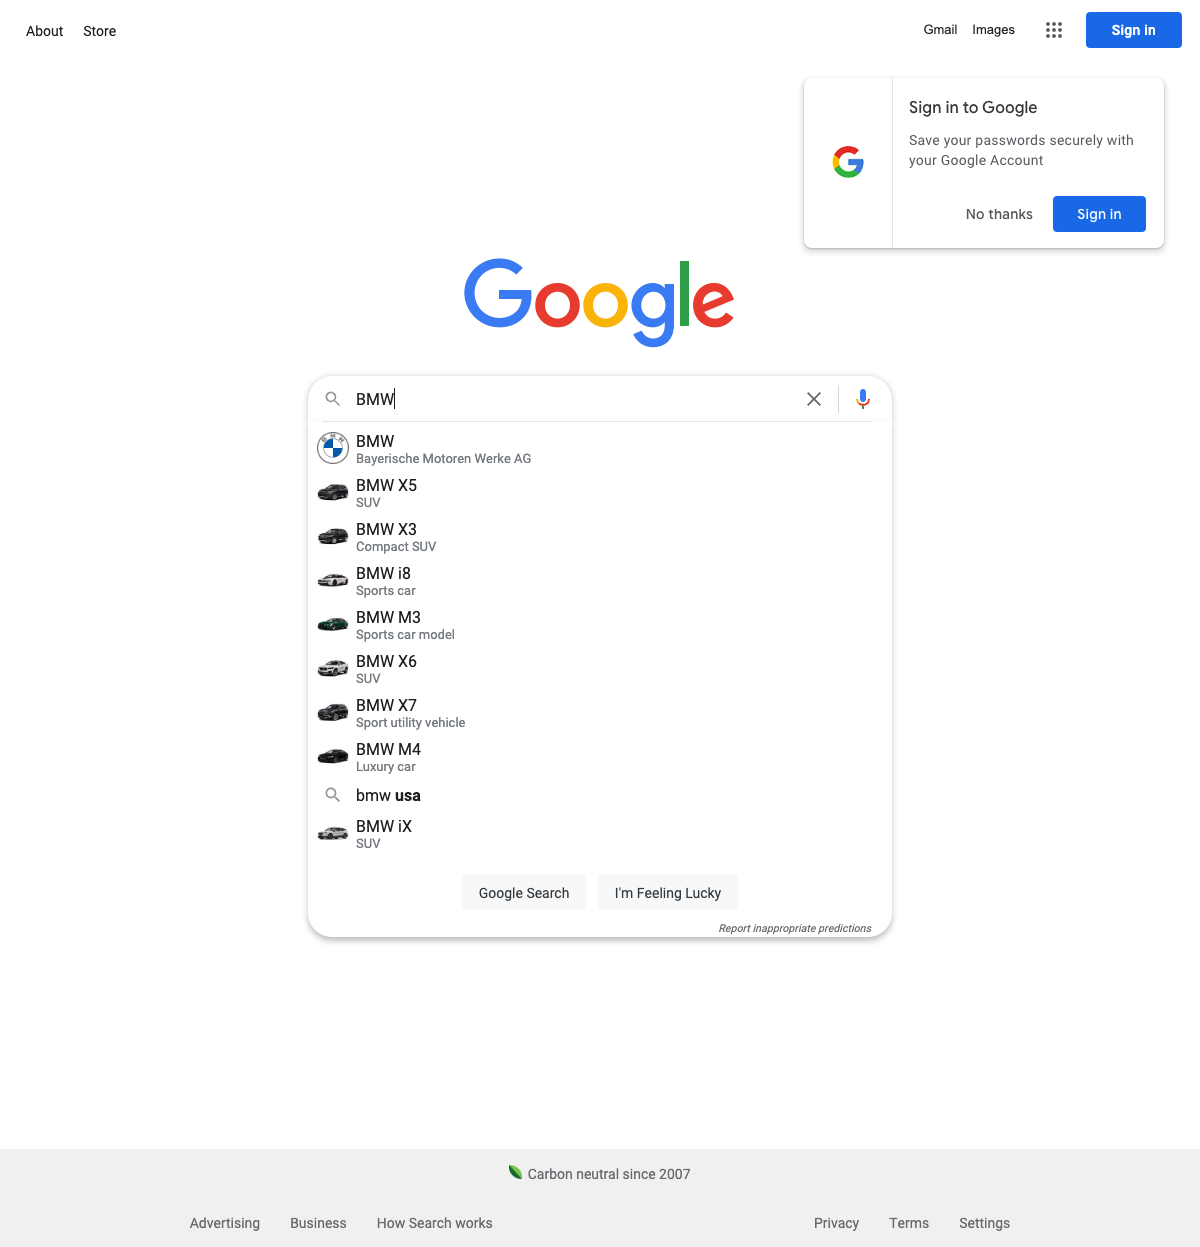 About Store
Gmail Images Sign in
Sign in to Google
Save your passwords securely with
your Google Account
No thanks Sign in
Google
BMW
BMW
Bayerische Motoren Werke AG
BMW X5
SUV
BMW X3
Compact SUV
BMW i8
Sports car
BMW M3
Sports car model
BMW X6
SUV
BMW X7
Sport utility vehicle
BMW M4
Luxury car
bmw usa
BMW iX
SUV
Google Search I'm Feeling Lucky
Report inappropriate predictions
Carbon neutral since 2007
Advertising Business How Search works Privacy Terms Settings